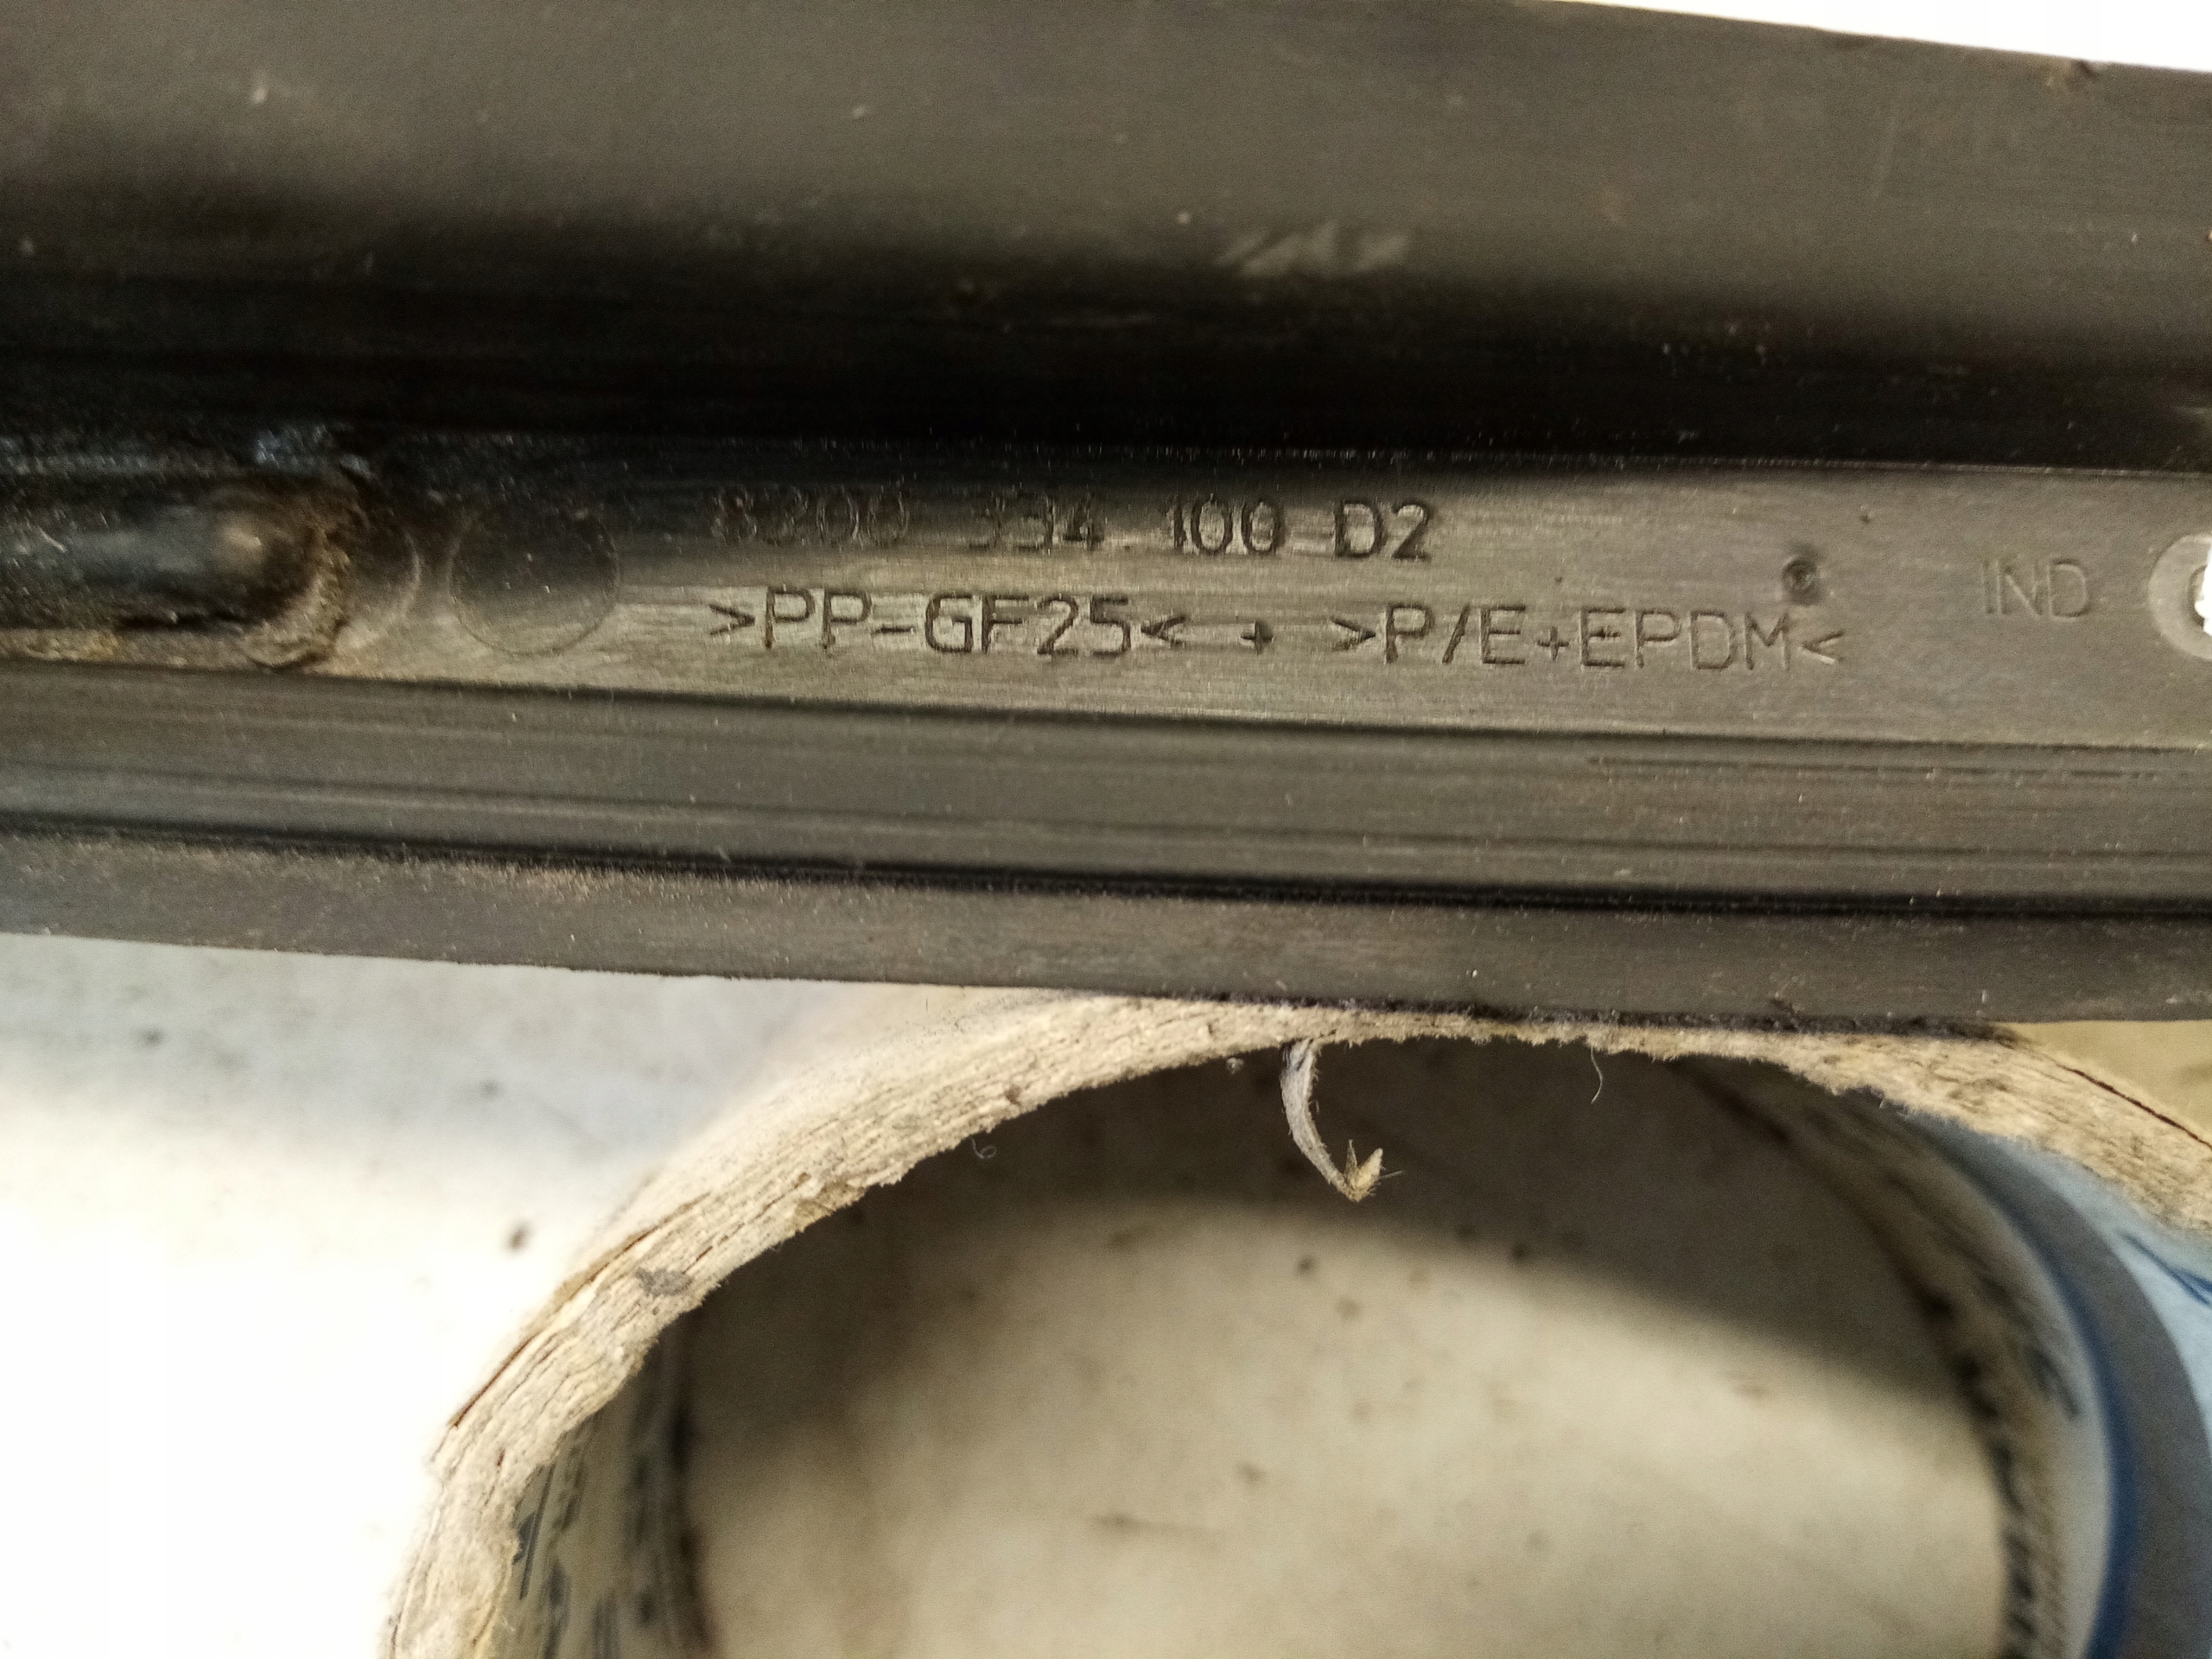 8200 334 100 D2
>PP-GF25< + >P/E+EPDM<
IND